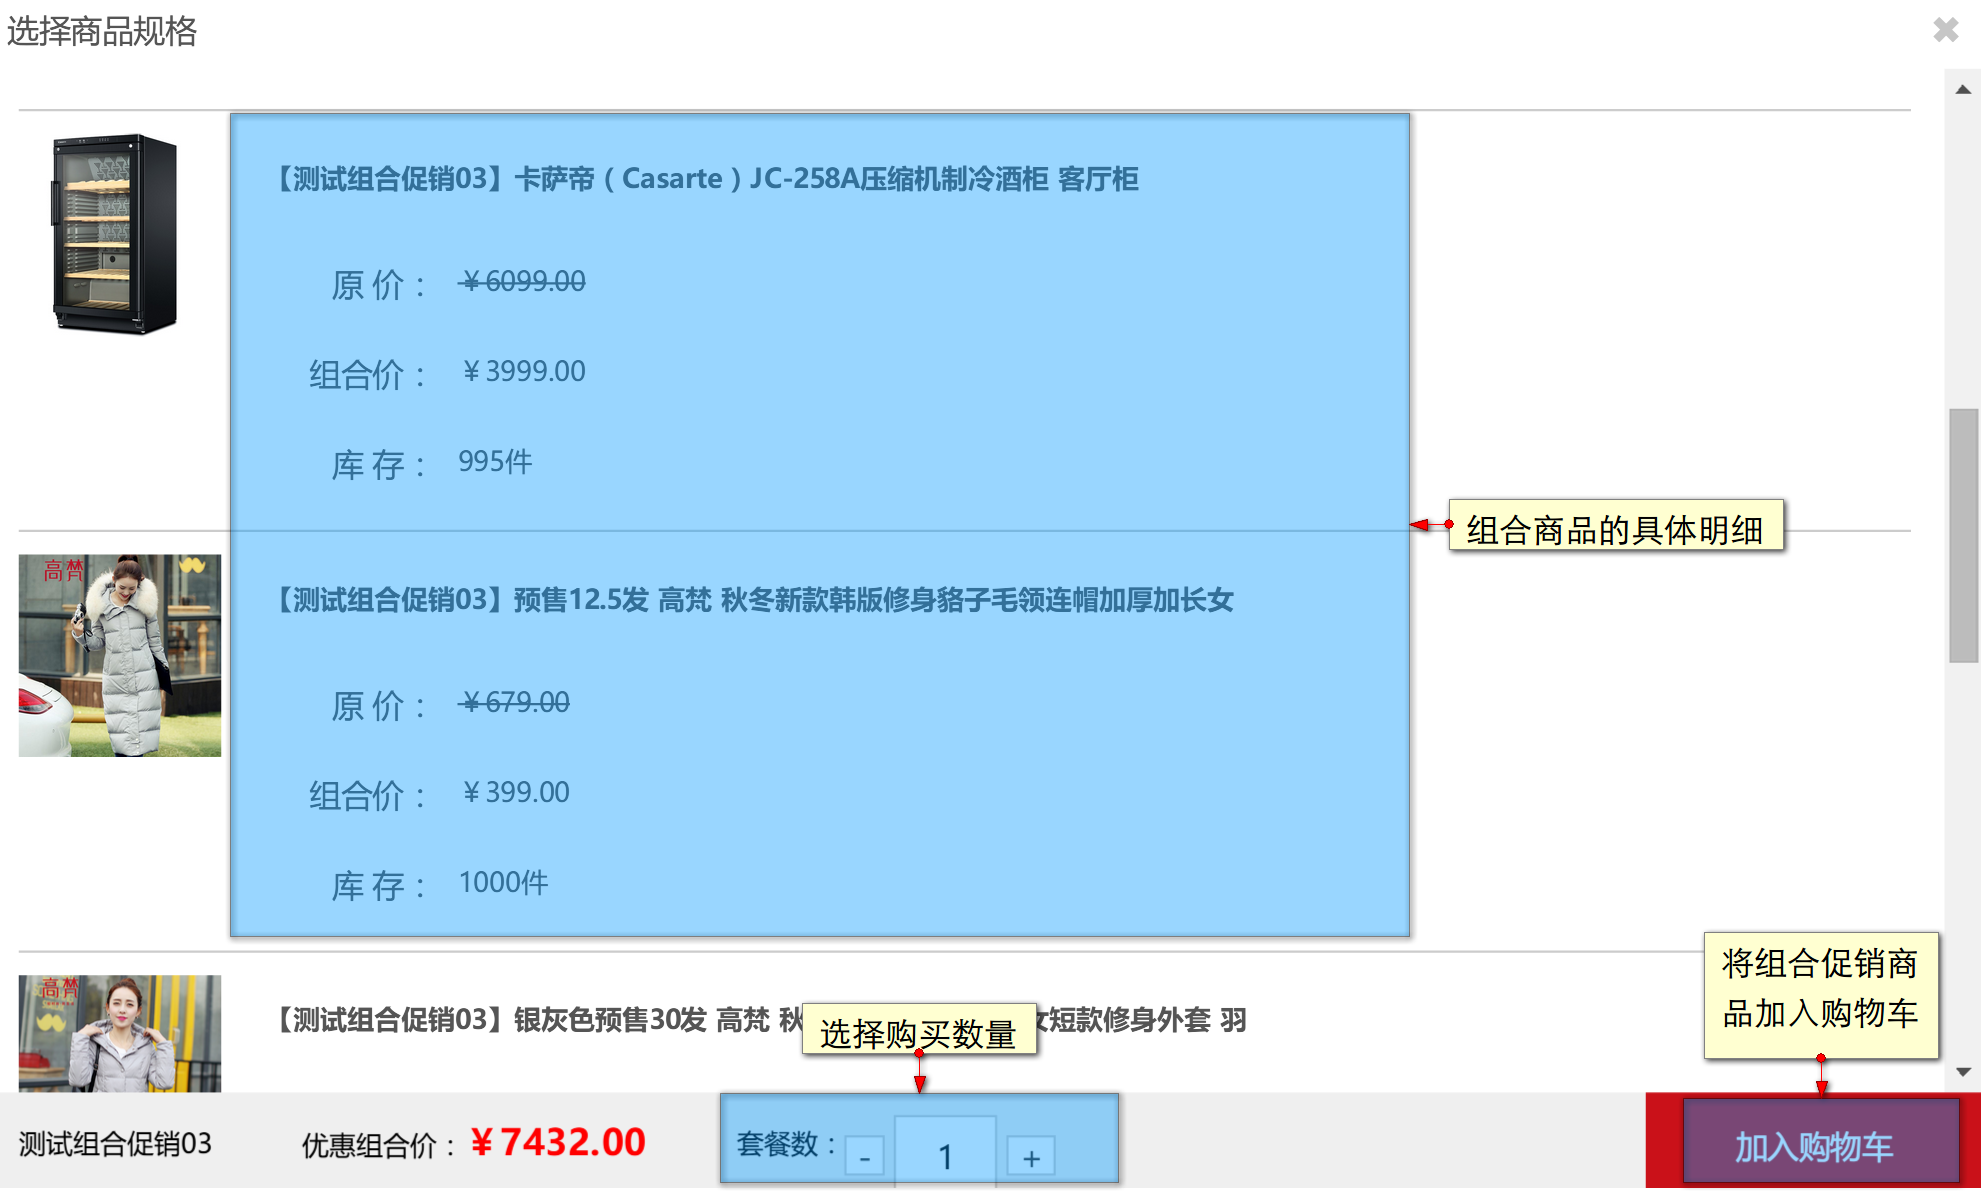 选择商品规格
【测试组合促销03】卡萨帝（Casarte）JC-258A压缩机制冷酒柜 客厅柜
原 价： ¥6099.00
组合价： ¥3999.00
库 存： 995件
组合商品的具体明细
高梵
【测试组合促销03】预售12.5发 高梵 秋冬新款韩版修身貉子毛领连帽加厚加长女
原 价： ¥679.00
组合价： ¥399.00
库 存： 1000件
将组合促销商
品加入购物车
高梵
【测试组合促销03】银灰色预售30发 高梵 秋
女短款修身外套 羽
选择购买数量
测试组合促销03 优惠组合价：¥7432.00 套餐数： - 1 + 加入购物车